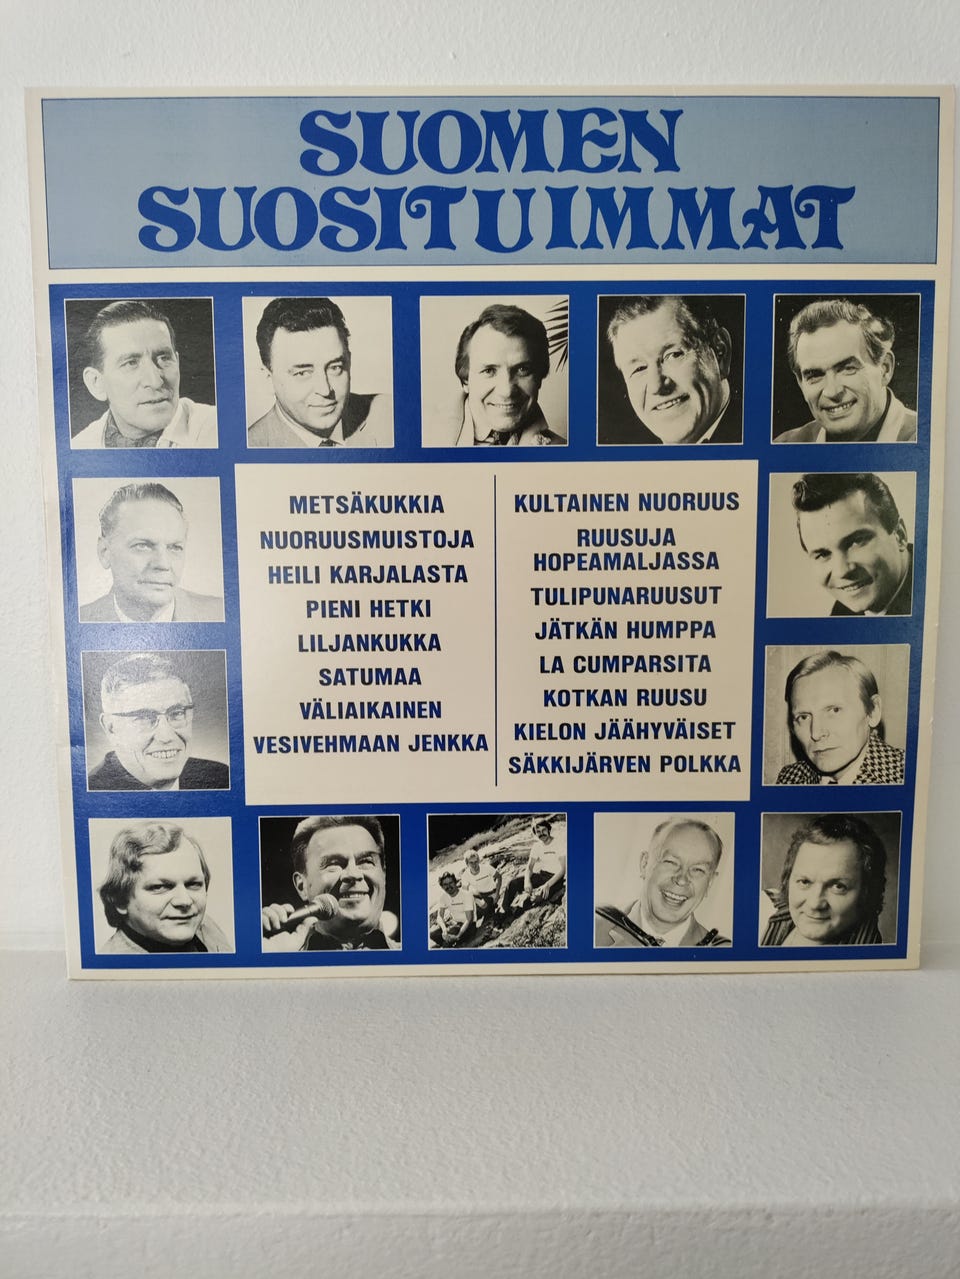 SUOMEN
SUOSITUIMMAT
METSÄKUKKIA
NUORUUSMUISTOJA
HEILI KARJALASTA
PIENI HETKI
LILJANKUKKA
SATUMAA
VÄLIAIKAINEN
VESIVEHMAAN JENKKA
KULTAINEN NUORUUS
RUUSUJA
HOPEAMALJASSA
TULIPUNARUUSUT
JÄTKÄN HUMPPA
LA CUMPARSITA
KOTKAN RUUSU
KIELON JÄÄHYVÄISET
SÄKKIJÄRVEN POLKKA